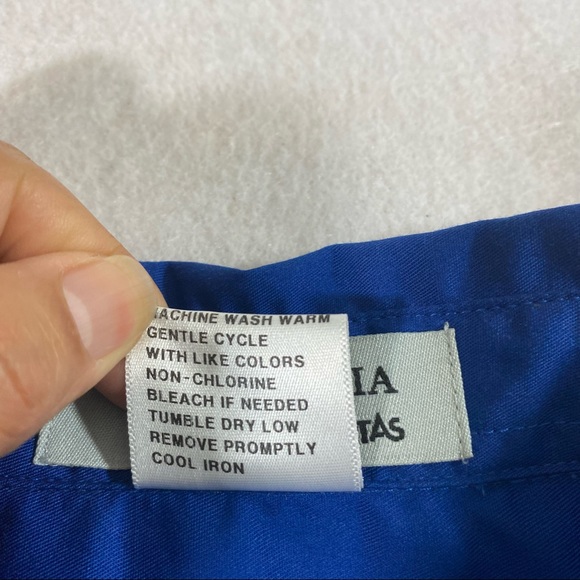 MACHINE WASH WARM
GENTLE CYCLE
WITH LIKE COLORS
NON-CHLORINE
BLEACH IF NEEDED
TUMBLE DRY LOW
REMOVE PROMPTLY
COOL IRON